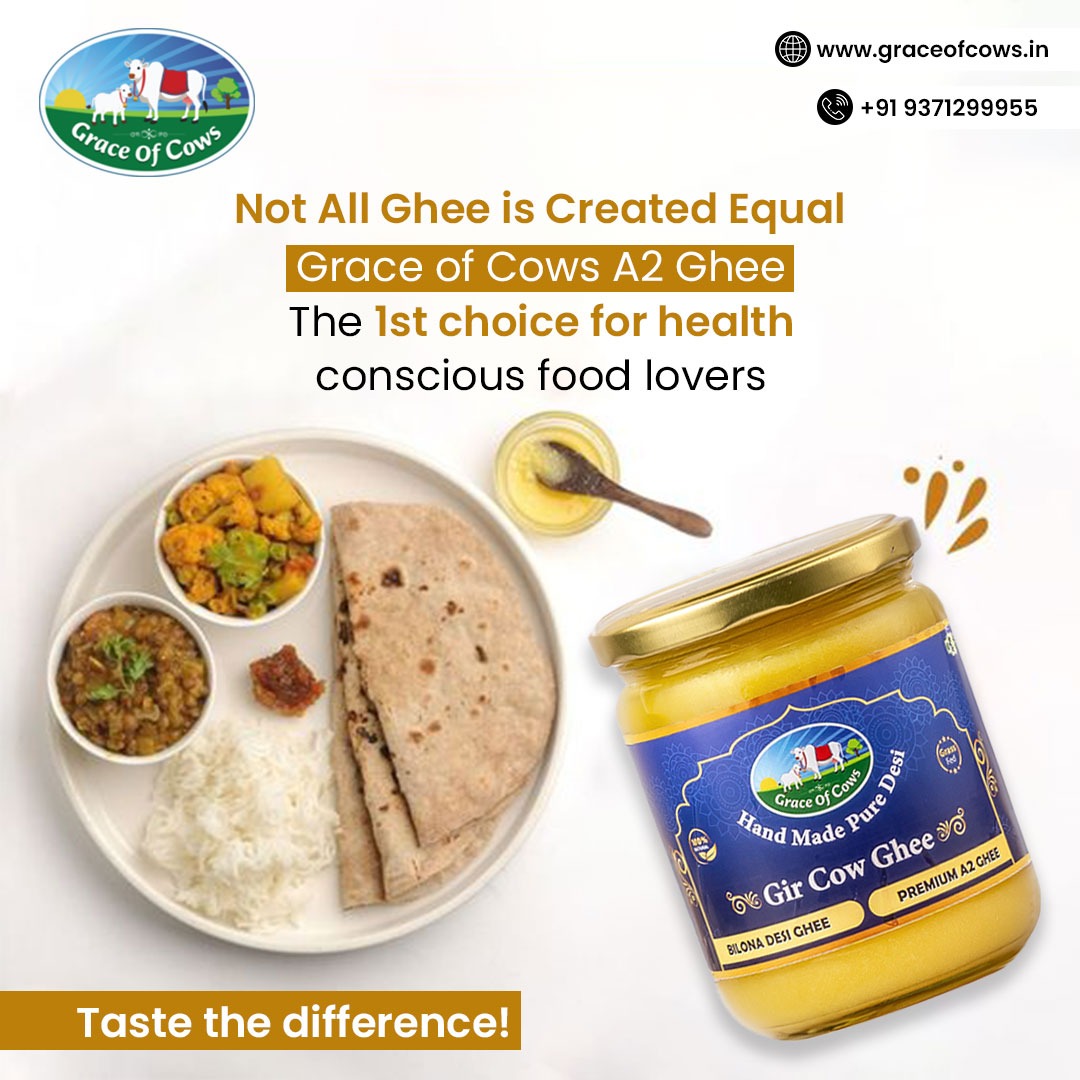 Grace Of Cows
www.graceofcows.in
+91 9371299955
Not All Ghee is Created Equal
Grace of Cows A2 Ghee
The 1st choice for health
conscious food lovers
Grace Of Cows
Hand Made Pure Desi
Grass
Fed
100%
NATURAL
Gir Cow Ghee
BILONA DESI GHEE
PREMIUM A2 GHEE
Taste the difference!